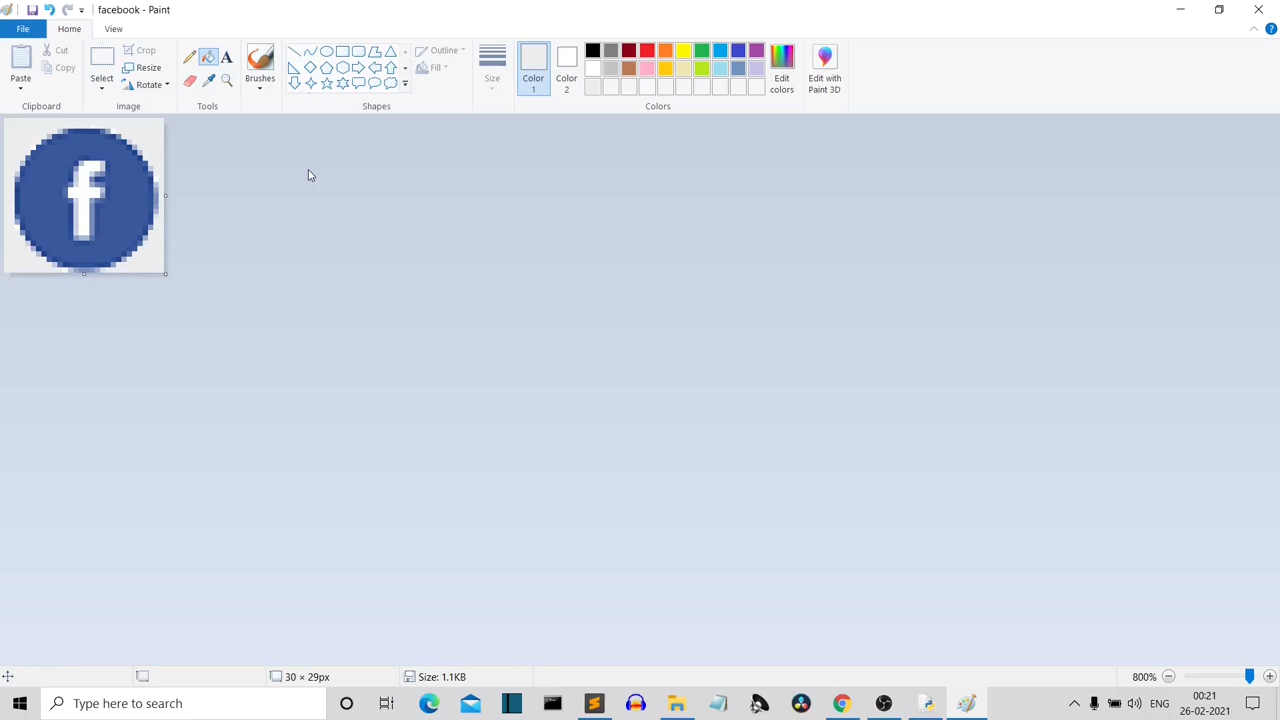 facebook - Paint
File
Home
View
Paste
Cut
Copy
Clipboard
Select
Crop
Resize
Rotate
Image
Tools
Brushes
Outline
Fill
Shapes
Size
Color
1
Color
2
Edit
colors
Colors
Edit with
Paint 3D
f
A
30 × 29px
Size: 1.1KB
800%
Type here to search
ENG
00:21
26-02-2021